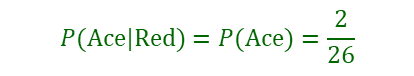 P(Ace|Red) = P(Ace) = 2/26